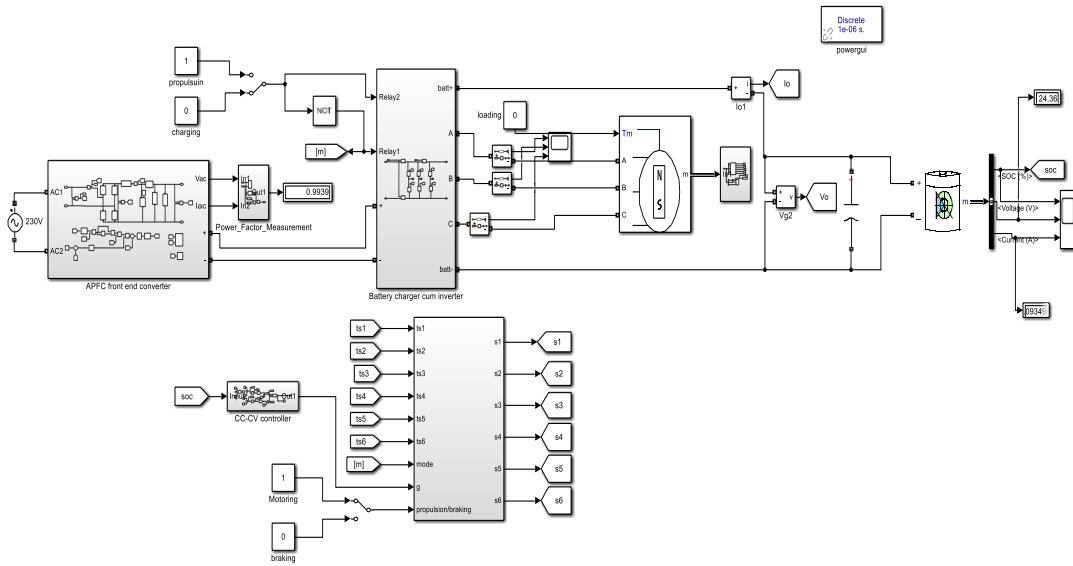 Discrete
1e-06 s.
powergui
1
propulsuin
0
charging
NOT
[m]
Relay2
Relay1
+
-
batt+
A
B
C
batt-
Battery charger cum inverter
loading
0
Tm
A
B
C
m
N
S
+
-
i
Io1
Io
24.36
soc
<SOC (%)>
<Voltage (V)>
<Current (A)>
m
+
-
v
Vg2
Vo
+
−
230V
AC1
AC2
Vac
Iac
+
-
APFC front end converter
In1
In2
Out1
0.9939
Power_Factor_Measurement
ts1
ts2
ts3
ts4
ts5
ts6
[m]
ts1
ts2
ts3
ts4
ts5
ts6
mode
g
propulsion/braking
s1
s2
s3
s4
s5
s6
s1
s2
s3
s4
s5
s6
soc
Out1
CC-CV controller
1
Motoring
0
braking